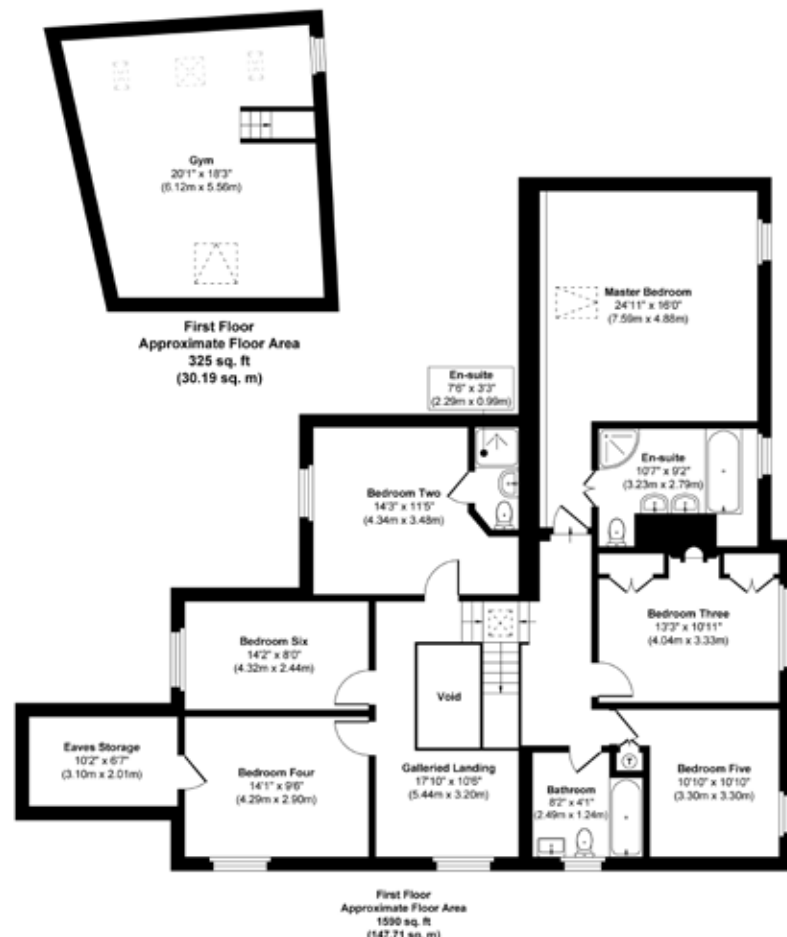 Gym
20'1" x 18'3"
(6.12m x 5.56m)
First Floor
Approximate Floor Area
325 sq. ft
(30.19 sq. m)
Master Bedroom
24'11" x 16'0"
(7.59m x 4.88m)
En-suite
7'6" x 3'3"
(2.29m x 0.99m)
En-suite
10'7" x 9'2"
(3.23m x 2.79m)
Bedroom Two
14'3" x 11'5"
(4.34m x 3.48m)
Bedroom Three
13'3" x 10'11"
(4.04m x 3.33m)
Bedroom Six
14'2" x 8'0"
(4.32m x 2.44m)
Void
Eaves Storage
10'2" x 6'7"
(3.10m x 2.01m)
Bedroom Four
14'1" x 9'6"
(4.29m x 2.90m)
Galleried Landing
17'10" x 10'6"
(5.44m x 3.20m)
Bathroom
8'2" x 4'1"
(2.49m x 1.24m)
T
Bedroom Five
10'10" x 10'10"
(3.30m x 3.30m)
First Floor
Approximate Floor Area
1590 sq. ft
(147.71 sq. m)